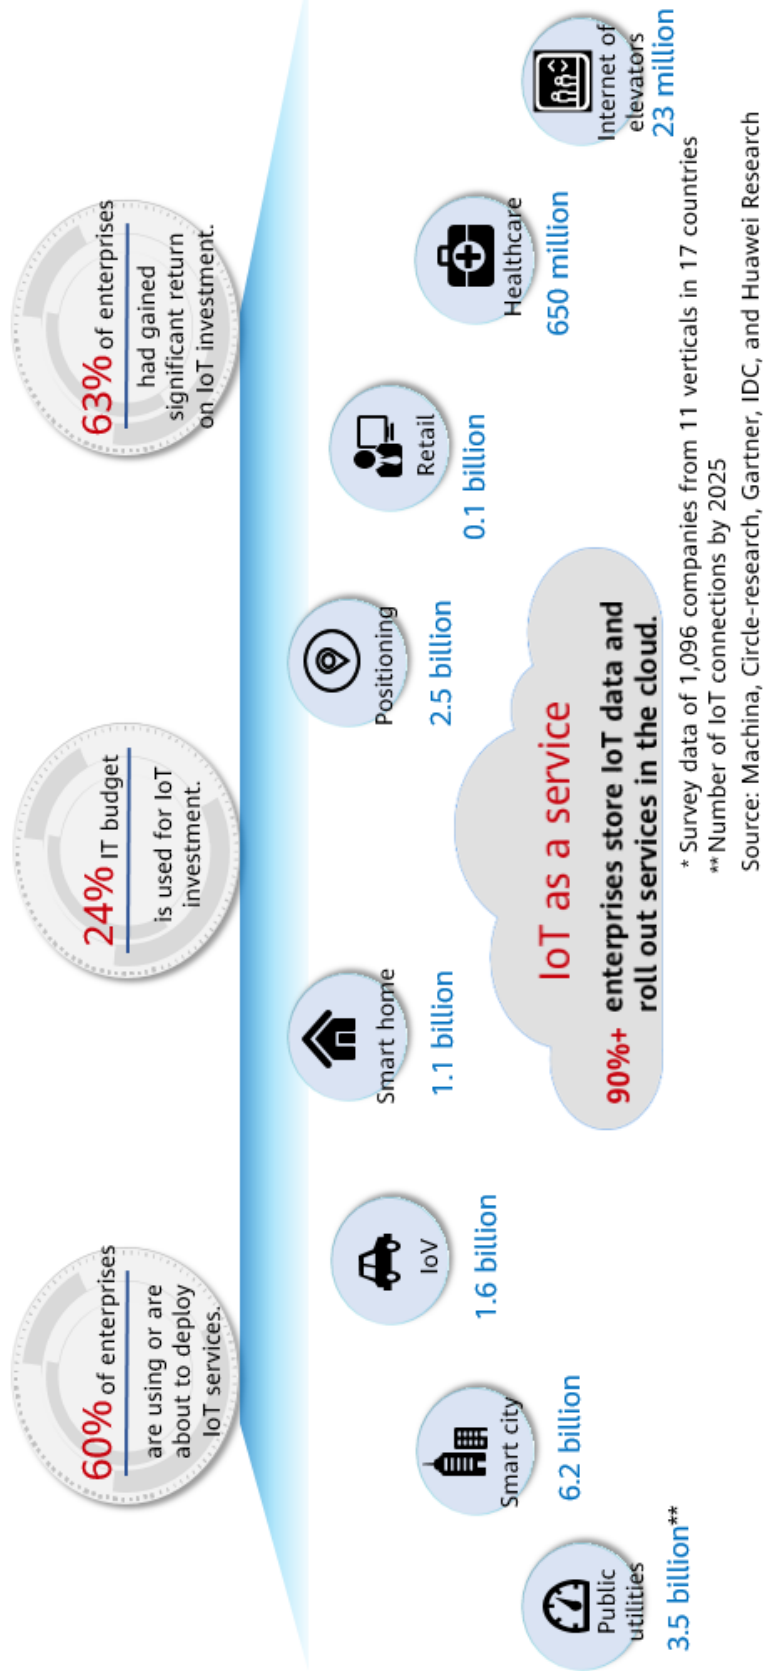 60% of enterprises
are using or are
about to deploy
IoT services.
24% IT budget
is used for IoT
investment.
63% of enterprises
had gained
significant return
on IoT investment.
Public
utilities
3.5 billion**
Smart city
6.2 billion
IoV
1.6 billion
Smart home
1.1 billion
Positioning
2.5 billion
Retail
0.1 billion
Healthcare
650 million
Internet of
elevators
23 million
IoT as a service
90%+ enterprises store IoT data and
roll out services in the cloud.
* Survey data of 1,096 companies from 11 verticals in 17 countries
** Number of IoT connections by 2025
Source: Machina, Circle-research, Gartner, IDC, and Huawei Research